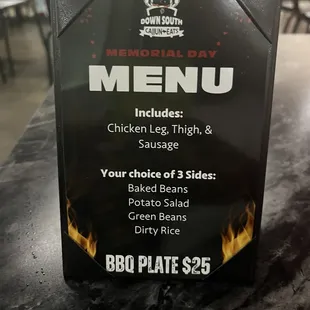 DOWN SOUTH
CAJUN EATS
MEMORIAL DAY
MENU
Includes:
Chicken Leg, Thigh, &
Sausage
Your choice of 3 Sides:
Baked Beans
Potato Salad
Green Beans
Dirty Rice
BBQ PLATE $25